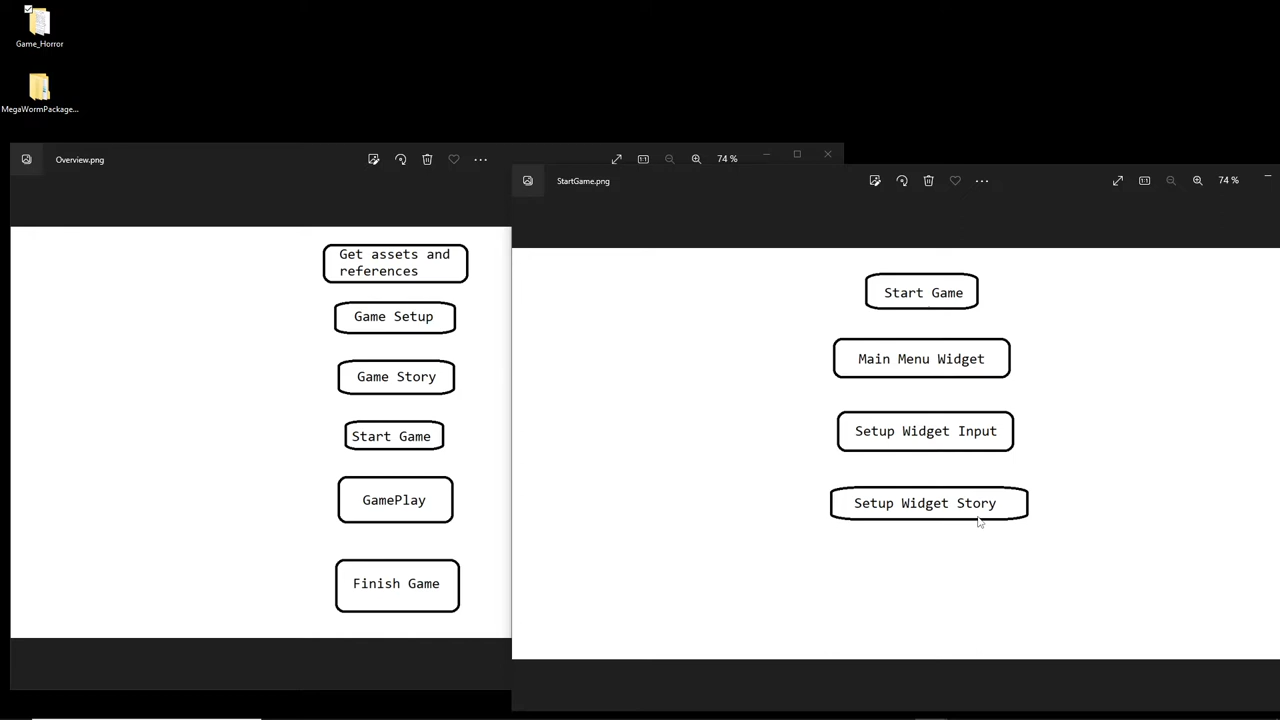 Game_Horror
MegaWormPackage...
Overview.png
74 %
Get assets and
references
Game Setup
Game Story
Start Game
GamePlay
Finish Game
StartGame.png
74 %
Start Game
Main Menu Widget
Setup Widget Input
Setup Widget Story